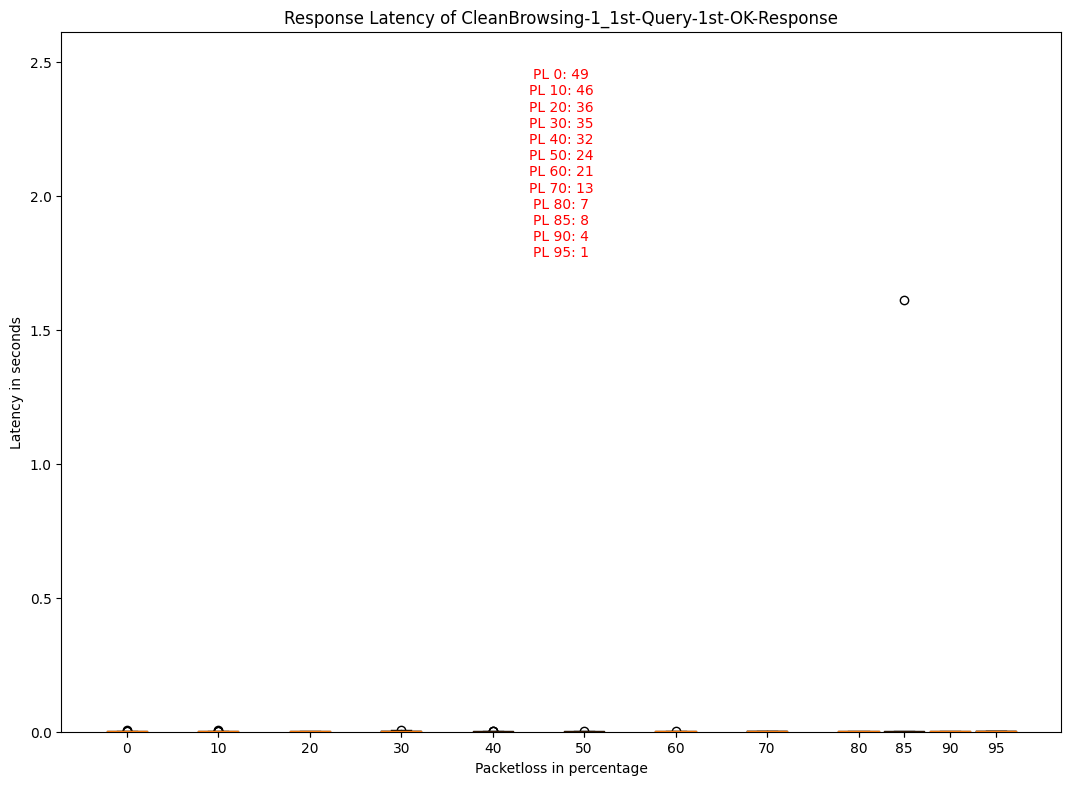 Response Latency of CleanBrowsing-1_1st-Query-1st-OK-Response
2.5
2.0
1.5
1.0
0.5
0.0
Latency in seconds
PL 0: 49
PL 10: 46
PL 20: 36
PL 30: 35
PL 40: 32
PL 50: 24
PL 60: 21
PL 70: 13
PL 80: 7
PL 85: 8
PL 90: 4
PL 95: 1
0 10 20 30 40 50 60 70 80 85 90 95
Packetloss in percentage